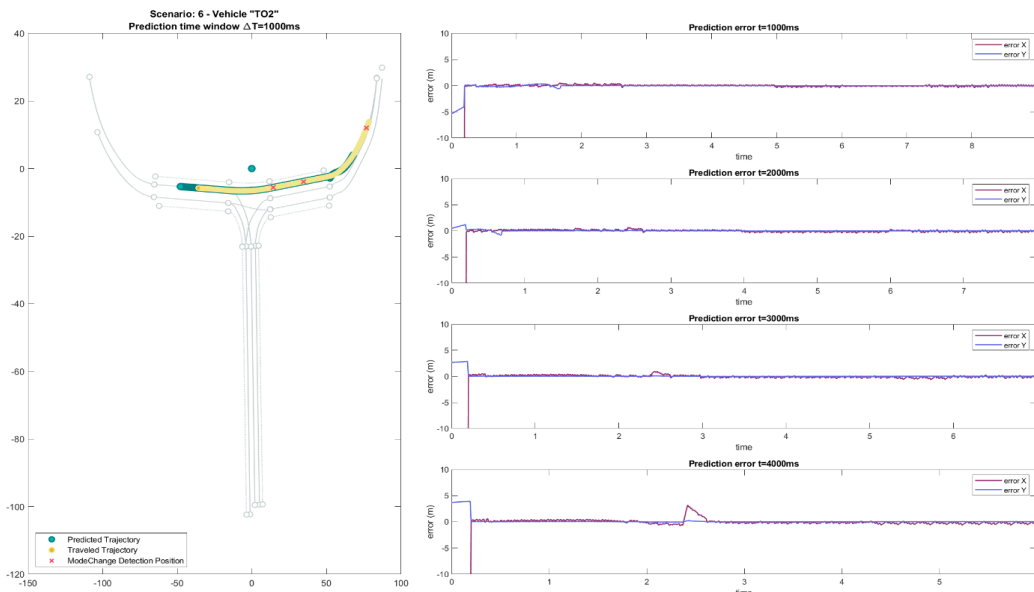 Scenario: 6 - Vehicle "TO2"
Prediction time window ΔT=1000ms
40
20
0
-20
-40
-60
-80
-100
-120
-150
-100
-50
0
50
100
Predicted Trajectory
Traveled Trajectory
ModeChange Detection Position
Prediction error t=1000ms
error (m)
10
5
0
-5
-10
error X
error Y
0 1 2 3 4 5 6 7 8
time
Prediction error t=2000ms
error (m)
10
5
0
-5
-10
error X
error Y
0 1 2 3 4 5 6 7
time
Prediction error t=3000ms
error (m)
10
5
0
-5
-10
error X
error Y
0 1 2 3 4 5 6
time
Prediction error t=4000ms
error (m)
10
5
0
-5
-10
error X
error Y
0 1 2 3 4 5
time